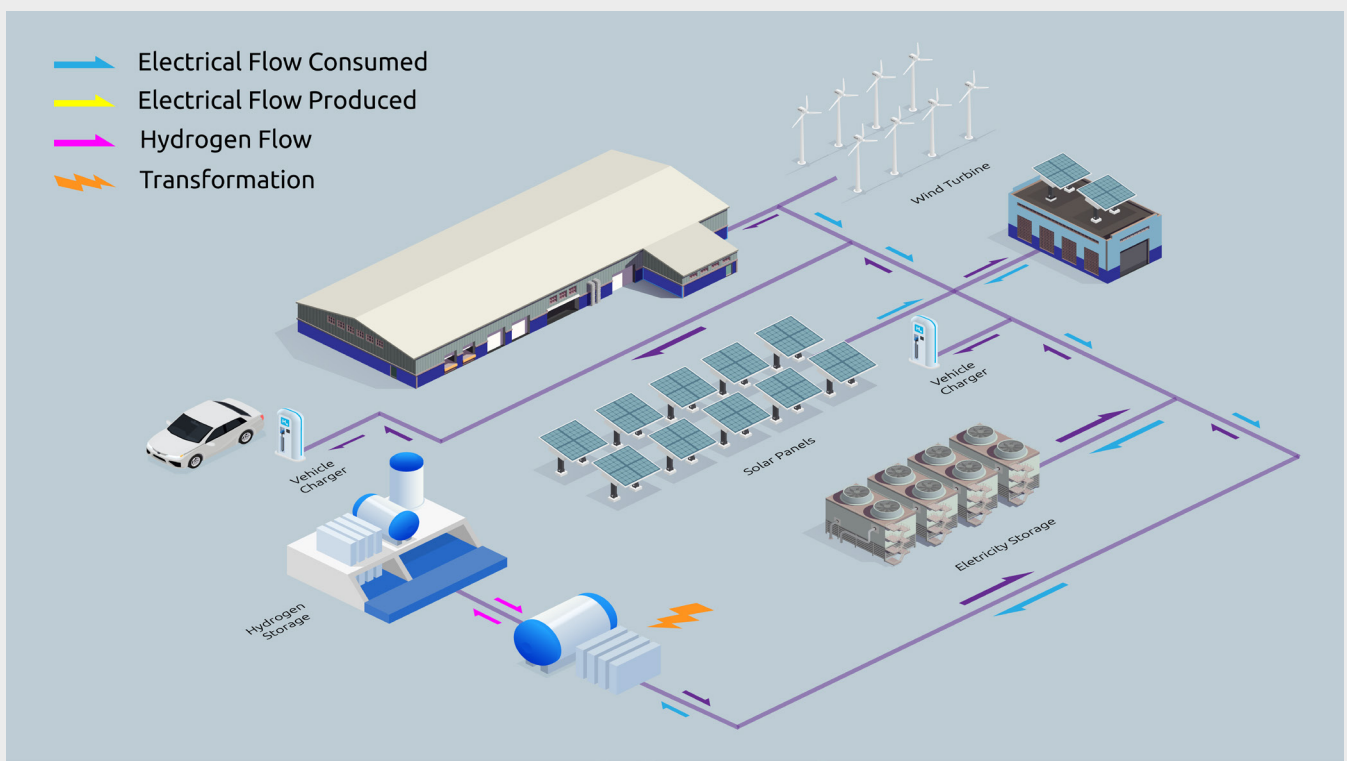 Electrical Flow Consumed
Electrical Flow Produced
Hydrogen Flow
Transformation
Wind Turbine
Vehicle
Charger
Solar Panels
Vehicle
Charger
Eletricity Storage
Hydrogen
Storage